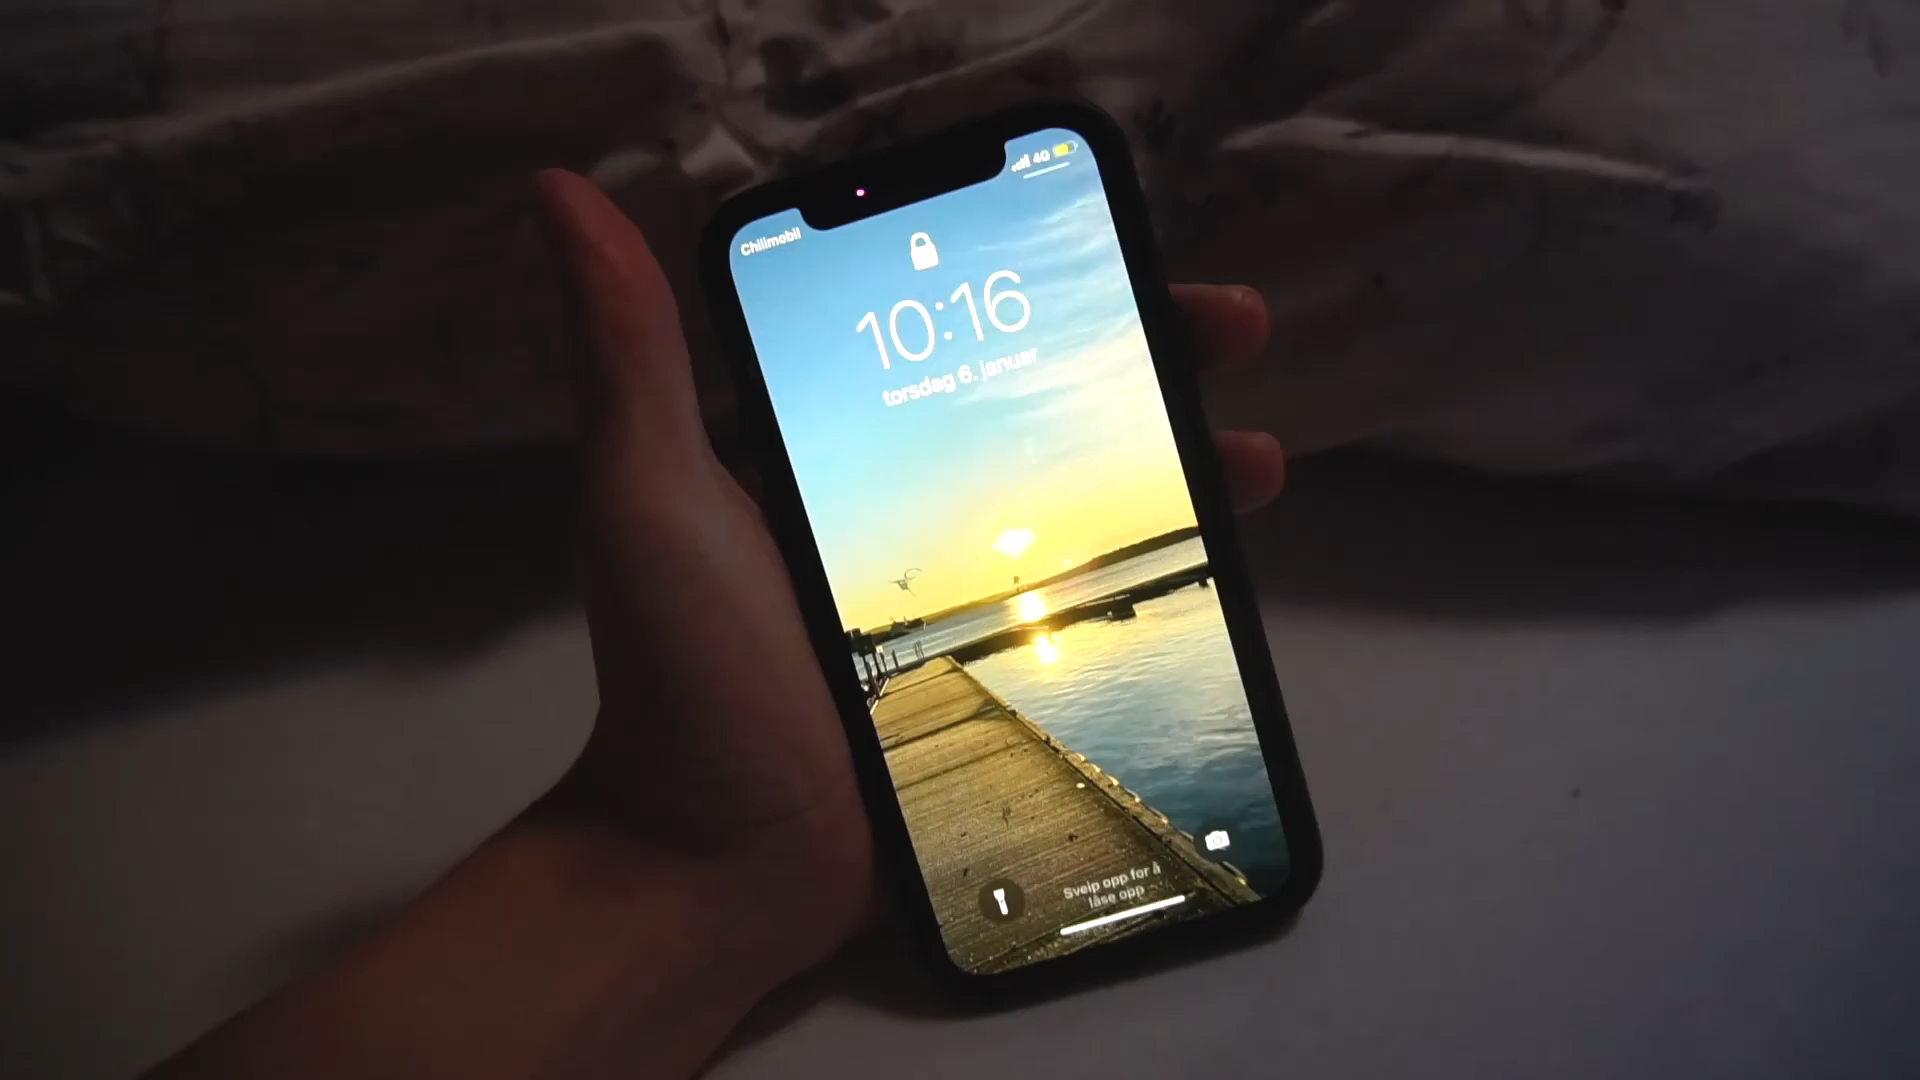 Chilimobil
4G
10:16
torsdag 6. januar
Sveip opp for å
låse opp